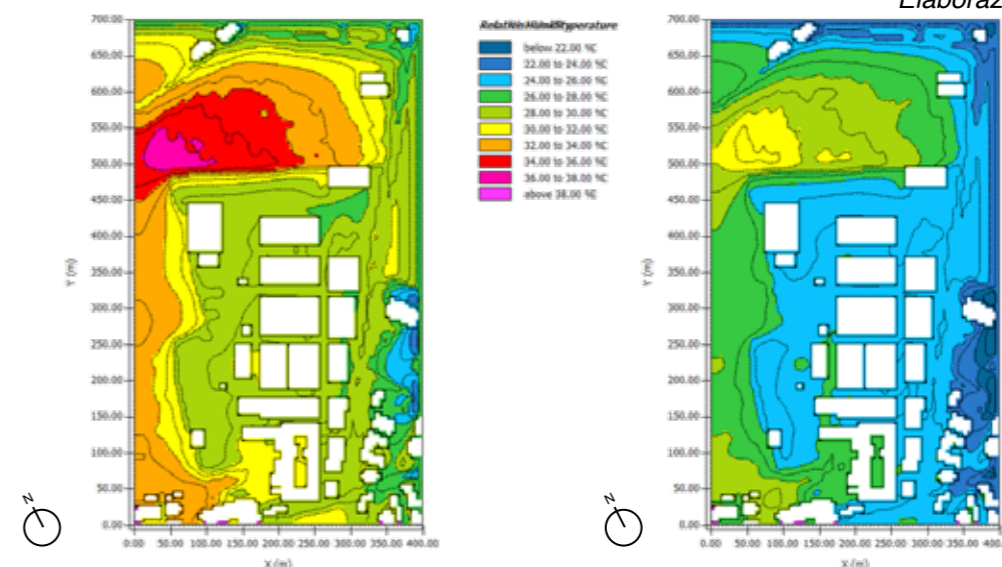 Elaboraz
700.00
650.00
600.00
550.00
500.00
450.00
400.00
350.00
300.00
250.00
200.00
150.00
100.00
50.00
0.00
Y (m)
0.00 50.00 100.00 150.00 200.00 250.00 300.00 350.00 400.00
X (m)
N
below 22.00 %C
22.00 to 24.00 %C
24.00 to 26.00 %C
26.00 to 28.00 %C
28.00 to 30.00 %C
30.00 to 32.00 %C
32.00 to 34.00 %C
34.00 to 36.00 %C
36.00 to 38.00 %C
above 38.00 %C
700.00
650.00
600.00
550.00
500.00
450.00
400.00
350.00
300.00
250.00
200.00
150.00
100.00
50.00
0.00
Y (m)
0.00 50.00 100.00 150.00 200.00 250.00 300.00 350.00 400.
X (m)
N